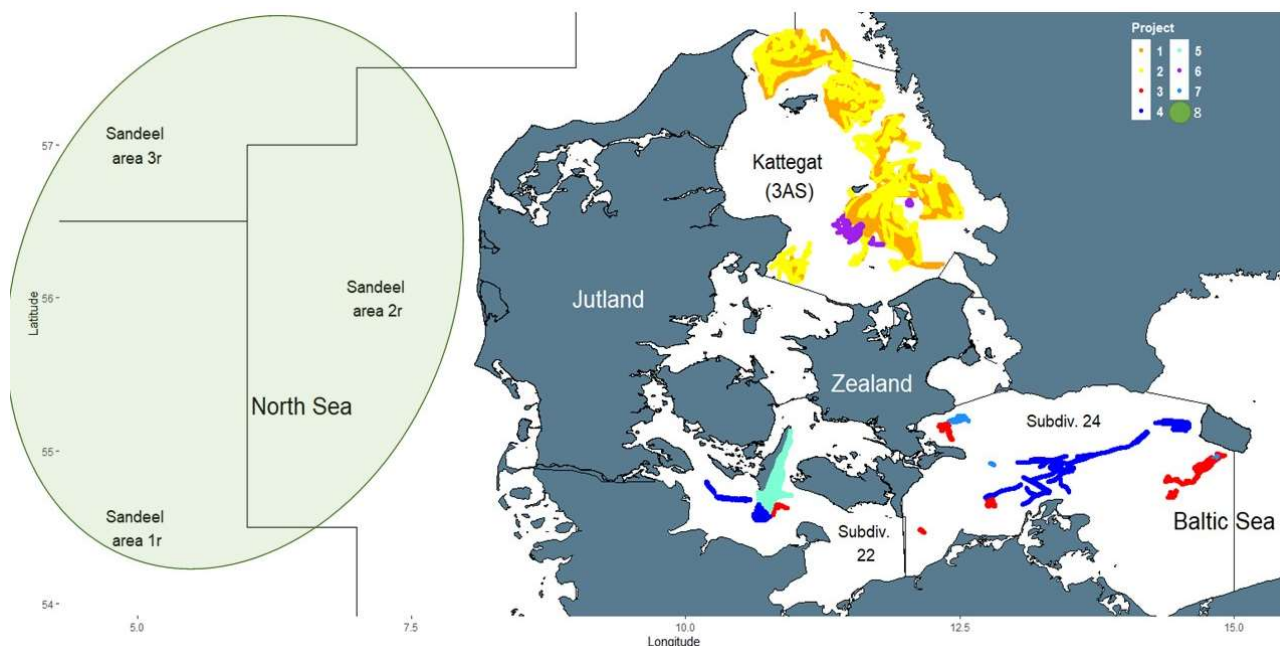 Project
1 5
2 6
3 7
4 8
57
56
55
54
Latitude
Sandeel
area 3r
Sandeel
area 2r
North Sea
Sandeel
area 1r
Kattegat
(3AS)
Jutland
Zealand
Subdiv. 24
Subdiv.
22
Baltic Sea
5.0 7.5 10.0 12.5 15.0
Longitude